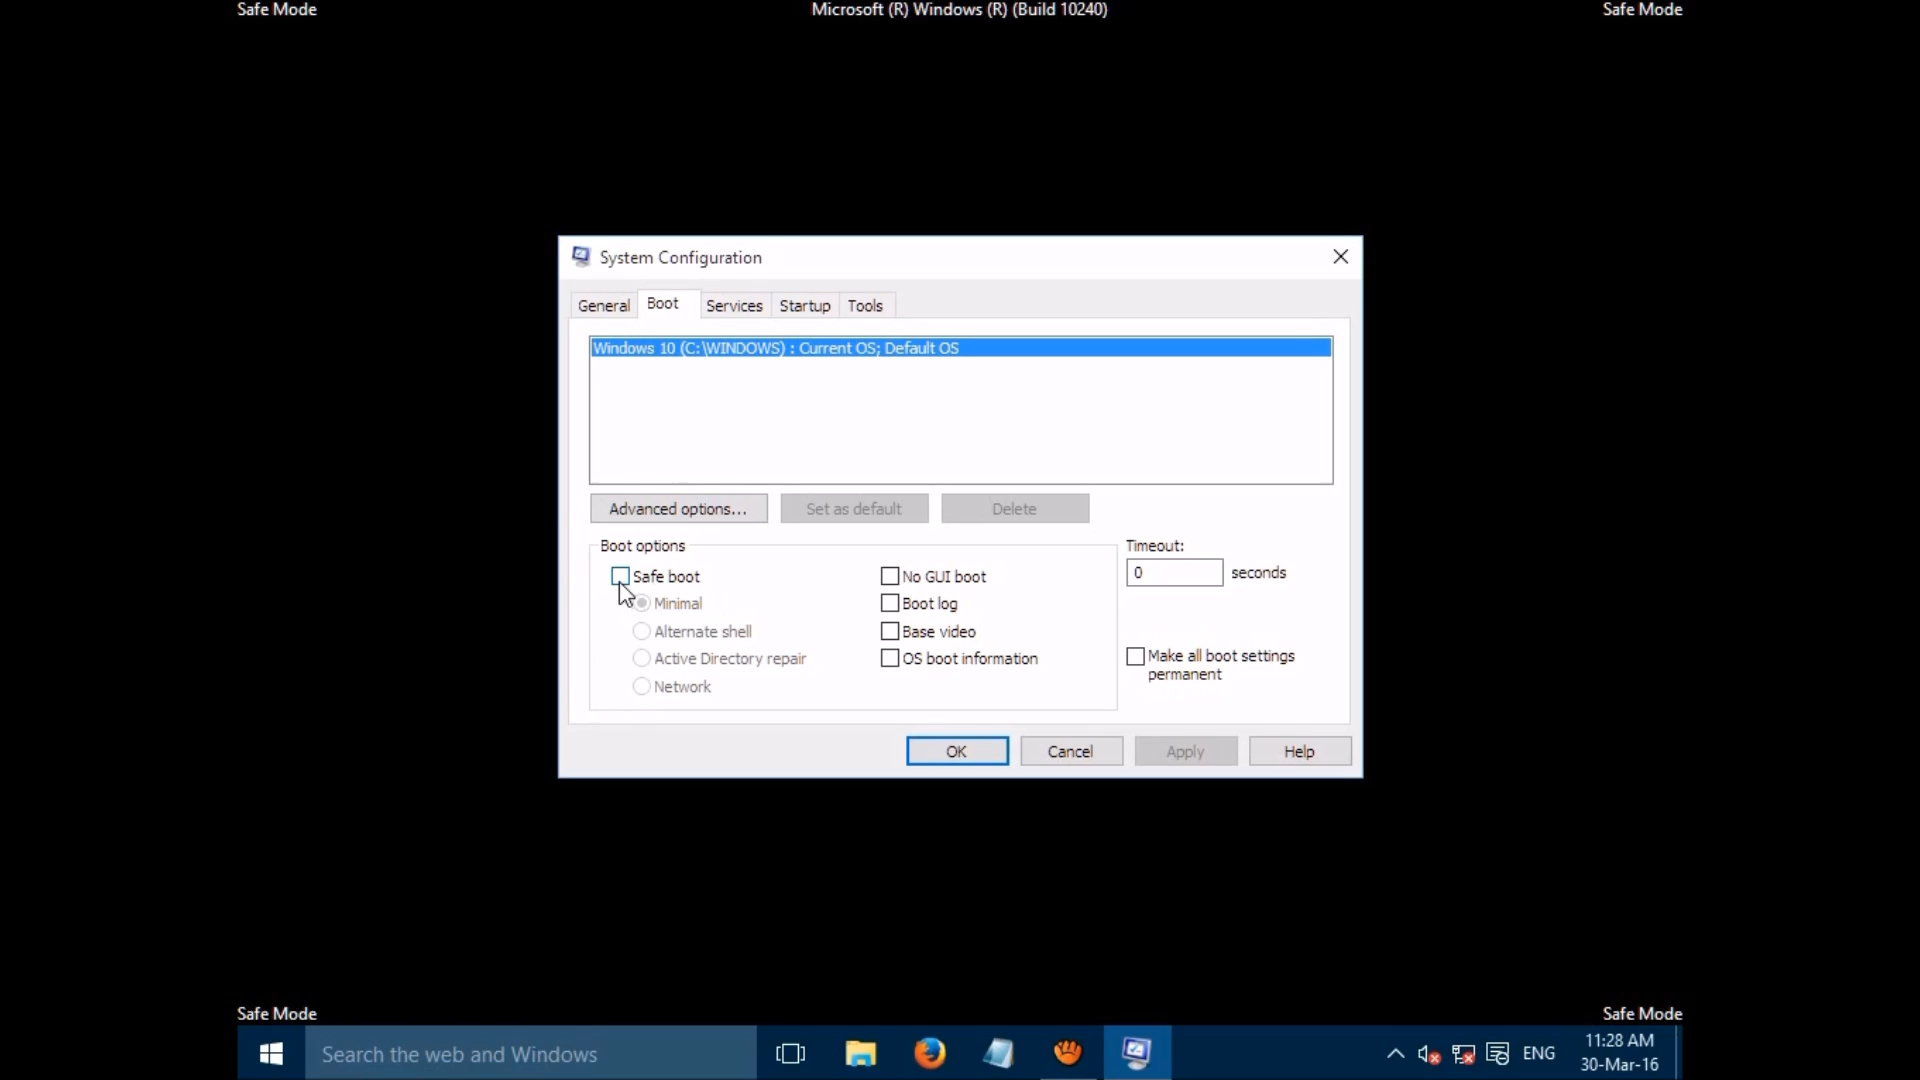 Safe Mode
Microsoft (R) Windows (R) (Build 10240)
Safe Mode
System Configuration
General
Boot
Services
Startup
Tools
Windows 10 (C:\WINDOWS) : Current OS; Default OS
Advanced options...
Set as default
Delete
Boot options
Safe boot
Minimal
Alternate shell
Active Directory repair
Network
No GUI boot
Boot log
Base video
OS boot information
Timeout:
0 seconds
Make all boot settings
permanent
OK
Cancel
Apply
Help
Safe Mode
Safe Mode
Search the web and Windows
ENG
11:28 AM
30-Mar-16